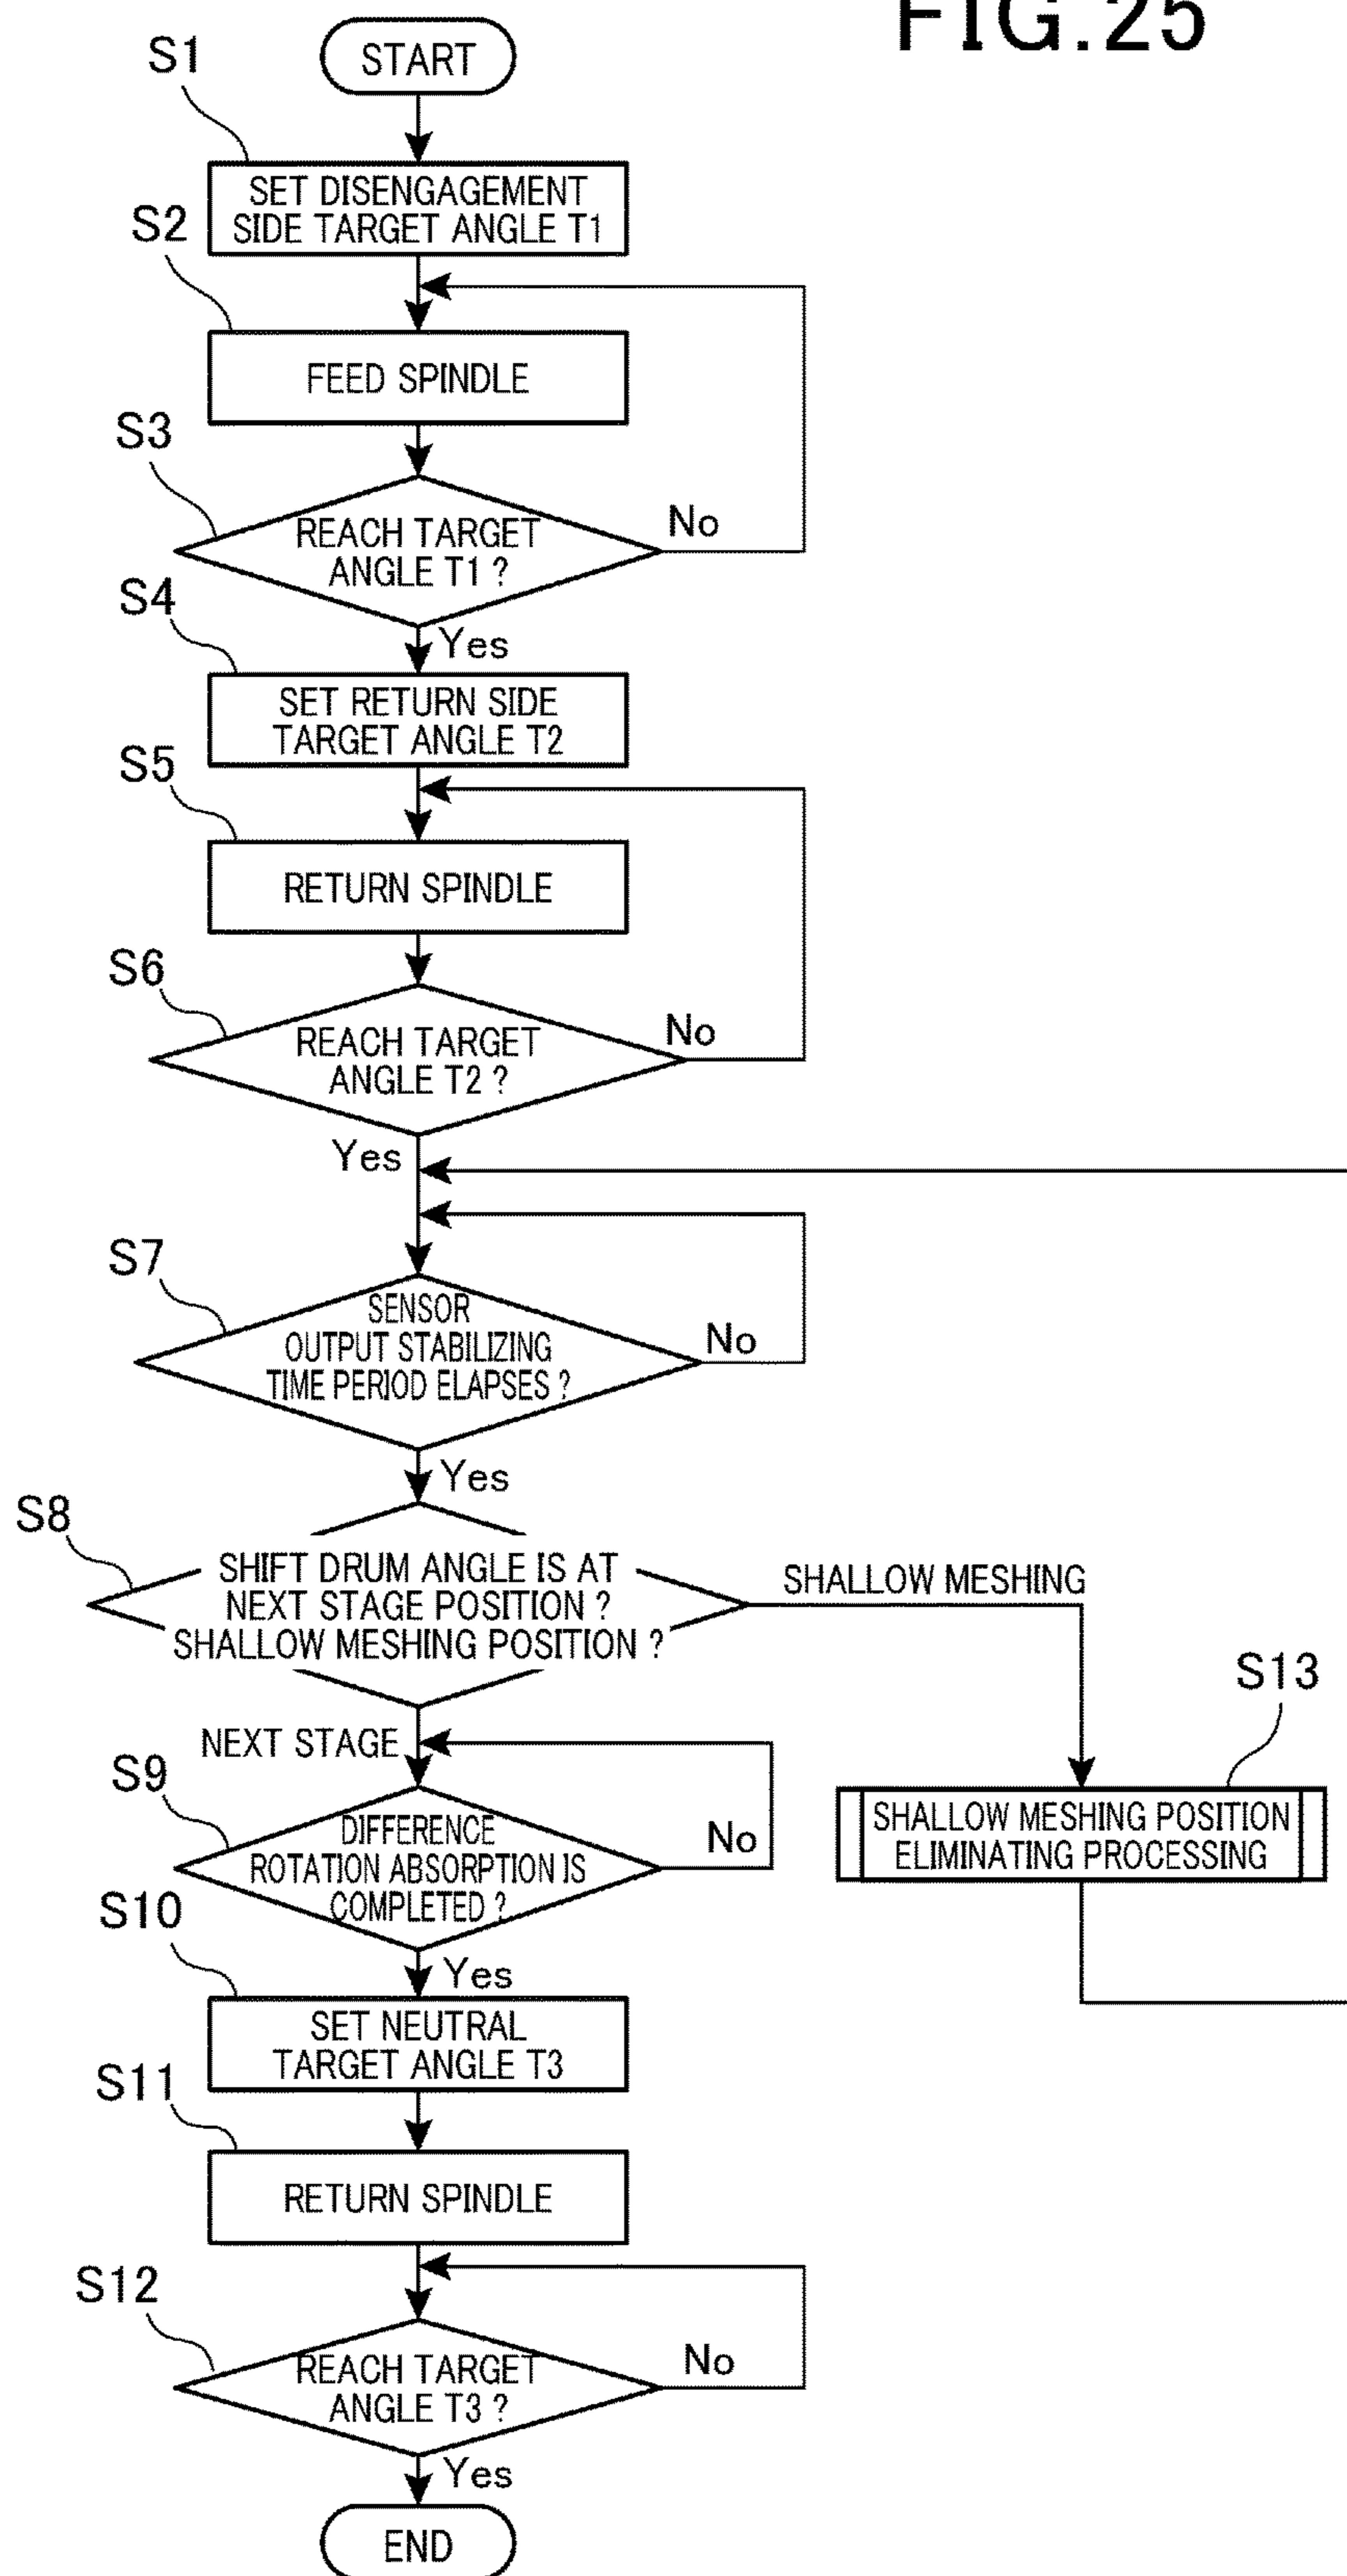 FIG.25
START
S1
SET DISENGAGEMENT
SIDE TARGET ANGLE T1
S2
FEED SPINDLE
S3
REACH TARGET
ANGLE T1 ?
No
Yes
S4
SET RETURN SIDE
TARGET ANGLE T2
S5
RETURN SPINDLE
S6
REACH TARGET
ANGLE T2 ?
No
Yes
S7
SENSOR
OUTPUT STABILIZING
TIME PERIOD ELAPSES ?
No
Yes
S8
SHIFT DRUM ANGLE IS AT
NEXT STAGE POSITION ?
SHALLOW MESHING POSITION ?
SHALLOW MESHING
NEXT STAGE
S13
SHALLOW MESHING POSITION
ELIMINATING PROCESSING
S9
DIFFERENCE
ROTATION ABSORPTION IS
COMPLETED ?
No
Yes
S10
SET NEUTRAL
TARGET ANGLE T3
S11
RETURN SPINDLE
S12
REACH TARGET
ANGLE T3 ?
No
Yes
END